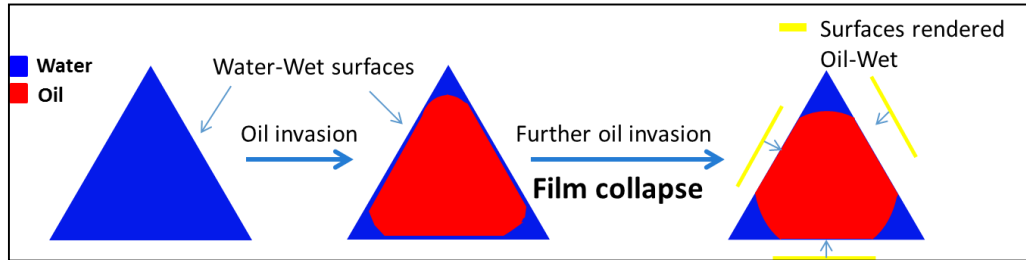 Water
Oil
Water-Wet surfaces
Oil invasion
Further oil invasion
Film collapse
Surfaces rendered
Oil-Wet